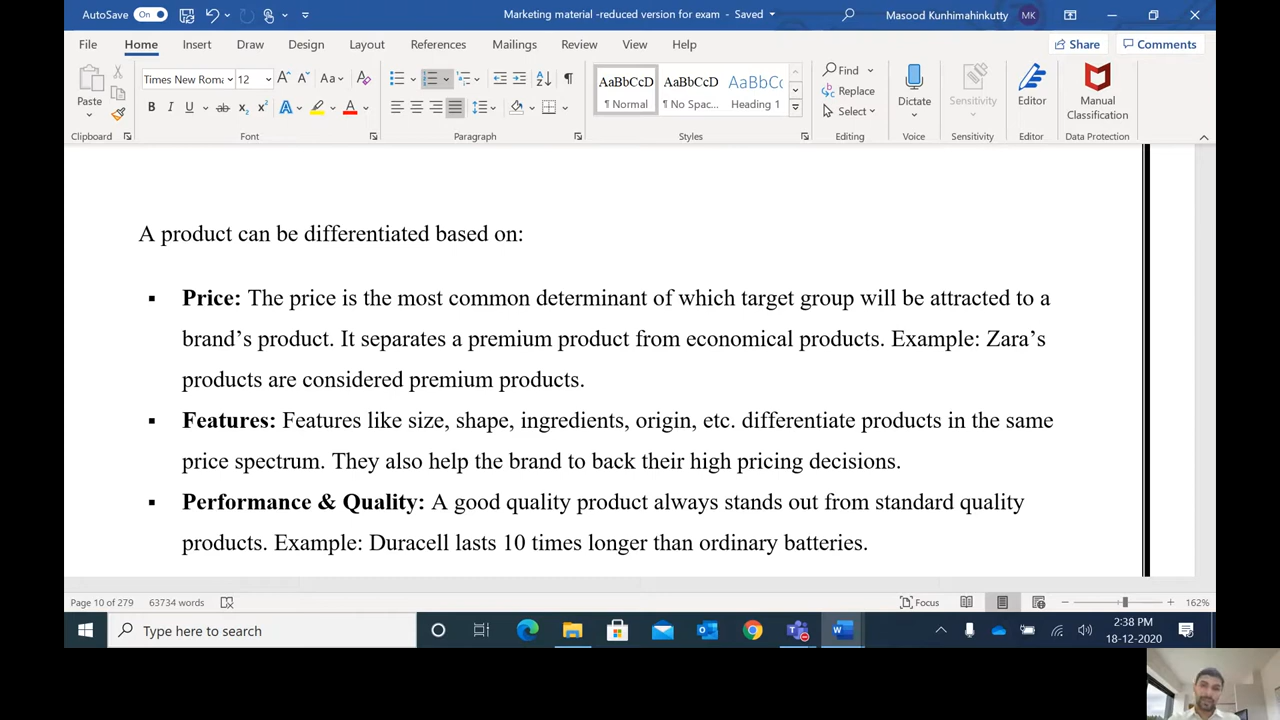 AutoSave On Marketing material -reduced version for exam - Saved Masood Kunhimahinkutty MK
File Home Insert Draw Design Layout References Mailings Review View Help Share Comments
Times New Roma 12 Aa AaBbCcD AaBbCcD AaBbCc Find
Paste B I U ab x₂ x² A A ¶ Normal ¶ No Spac... Heading 1 Replace Select Dictate Sensitivity Editor Manual Classification
Clipboard Font Paragraph Styles Editing Voice Sensitivity Editor Data Protection
A product can be differentiated based on:
▪ Price: The price is the most common determinant of which target group will be attracted to a
brand’s product. It separates a premium product from economical products. Example: Zara’s
products are considered premium products.
▪ Features: Features like size, shape, ingredients, origin, etc. differentiate products in the same
price spectrum. They also help the brand to back their high pricing decisions.
▪ Performance & Quality: A good quality product always stands out from standard quality
products. Example: Duracell lasts 10 times longer than ordinary batteries.
Page 10 of 279 63734 words Focus 162%
Type here to search 2:38 PM
18-12-2020